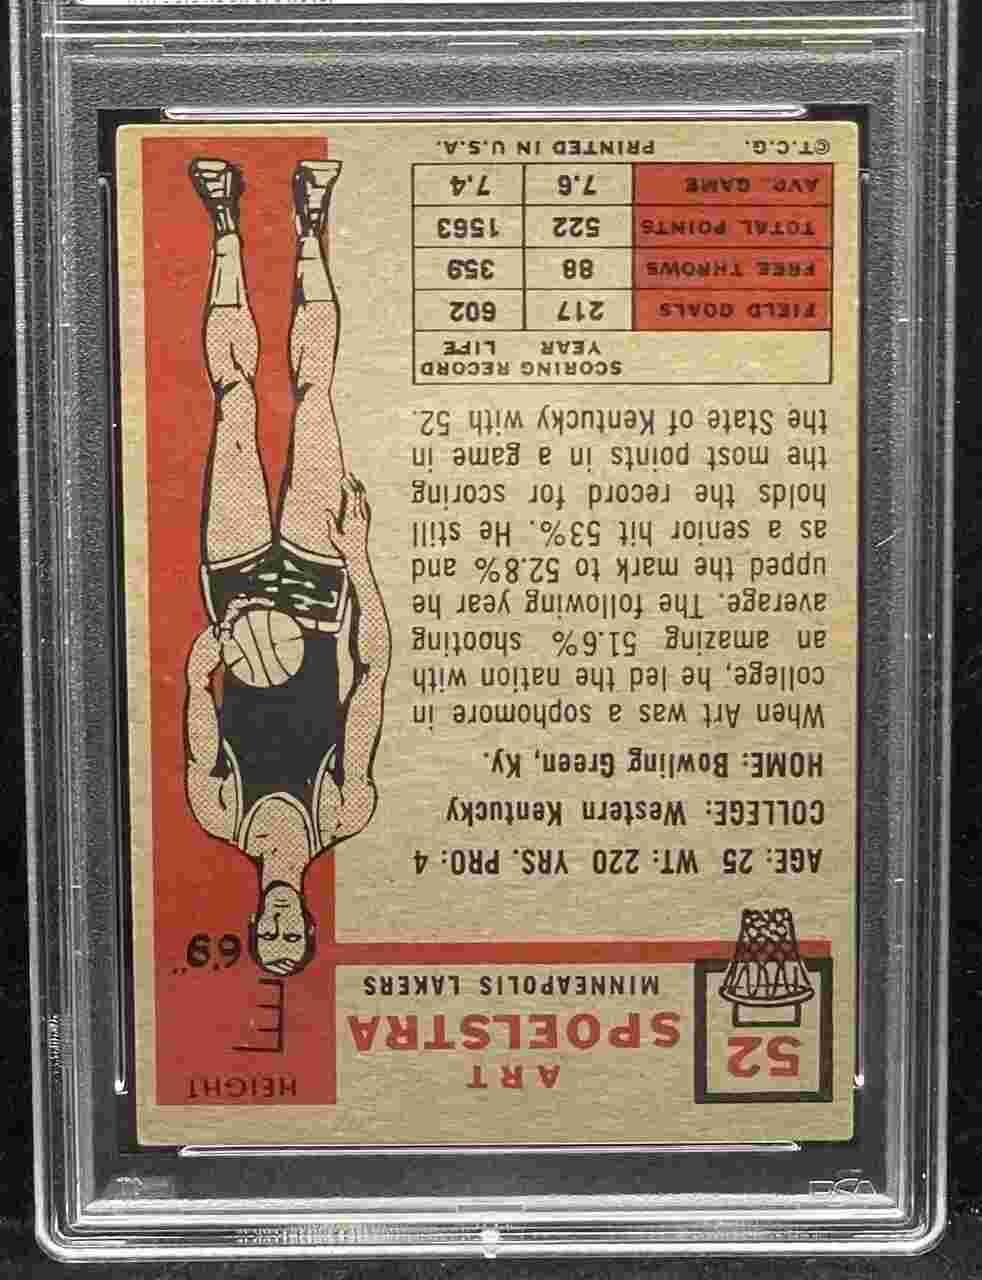 52
ART
SPOELSTRA
MINNEAPOLIS LAKERS
HEIGHT
6'9"
AGE: 25 WT: 220 YRS. PRO: 4
COLLEGE: Western Kentucky
HOME: Bowling Green, Ky.
When Art was a sophomore in
college, he led the nation with
an amazing 51.6% shooting
average. The following year he
upped the mark to 52.8% and
as a senior hit 53%. He still
holds the record for scoring
the most points in a game in
the State of Kentucky with 52.
SCORING RECORD
YEAR LIFE
FIELD GOALS 217 602
FREE THROWS 88 359
TOTAL POINTS 522 1563
AVP. GAME 7.6 7.4
©T.C.G. PRINTED IN U.S.A.
PSA